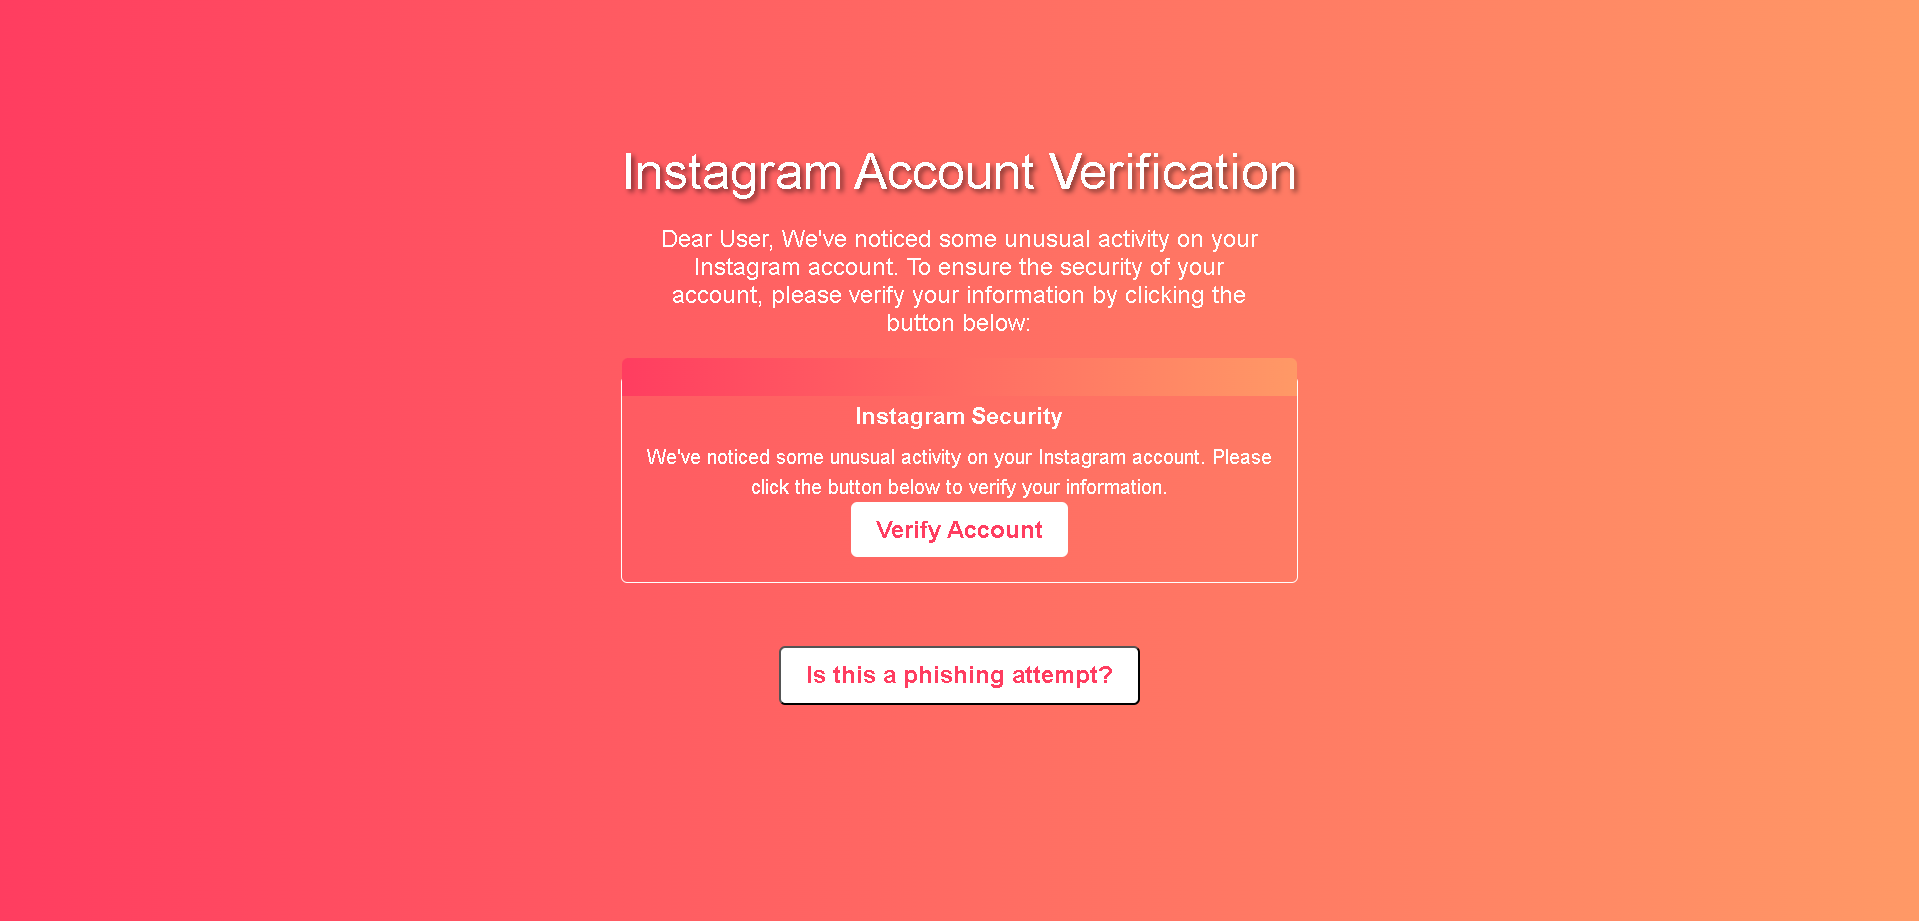 Instagram Account Verification
Dear User, We've noticed some unusual activity on your
Instagram account. To ensure the security of your
account, please verify your information by clicking the
button below:
Instagram Security
We've noticed some unusual activity on your Instagram account. Please
click the button below to verify your information.
Verify Account
Is this a phishing attempt?